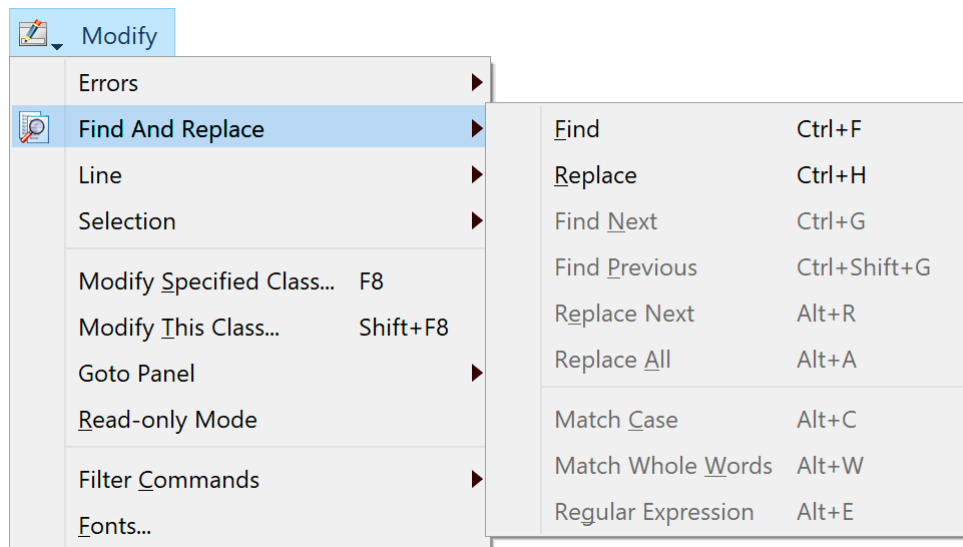 Modify
Errors
Find And Replace
Line
Selection
Modify Specified Class... F8
Modify This Class... Shift+F8
Goto Panel
Read-only Mode
Filter Commands
Fonts...
Find Ctrl+F
Replace Ctrl+H
Find Next Ctrl+G
Find Previous Ctrl+Shift+G
Replace Next Alt+R
Replace All Alt+A
Match Case Alt+C
Match Whole Words Alt+W
Regular Expression Alt+E